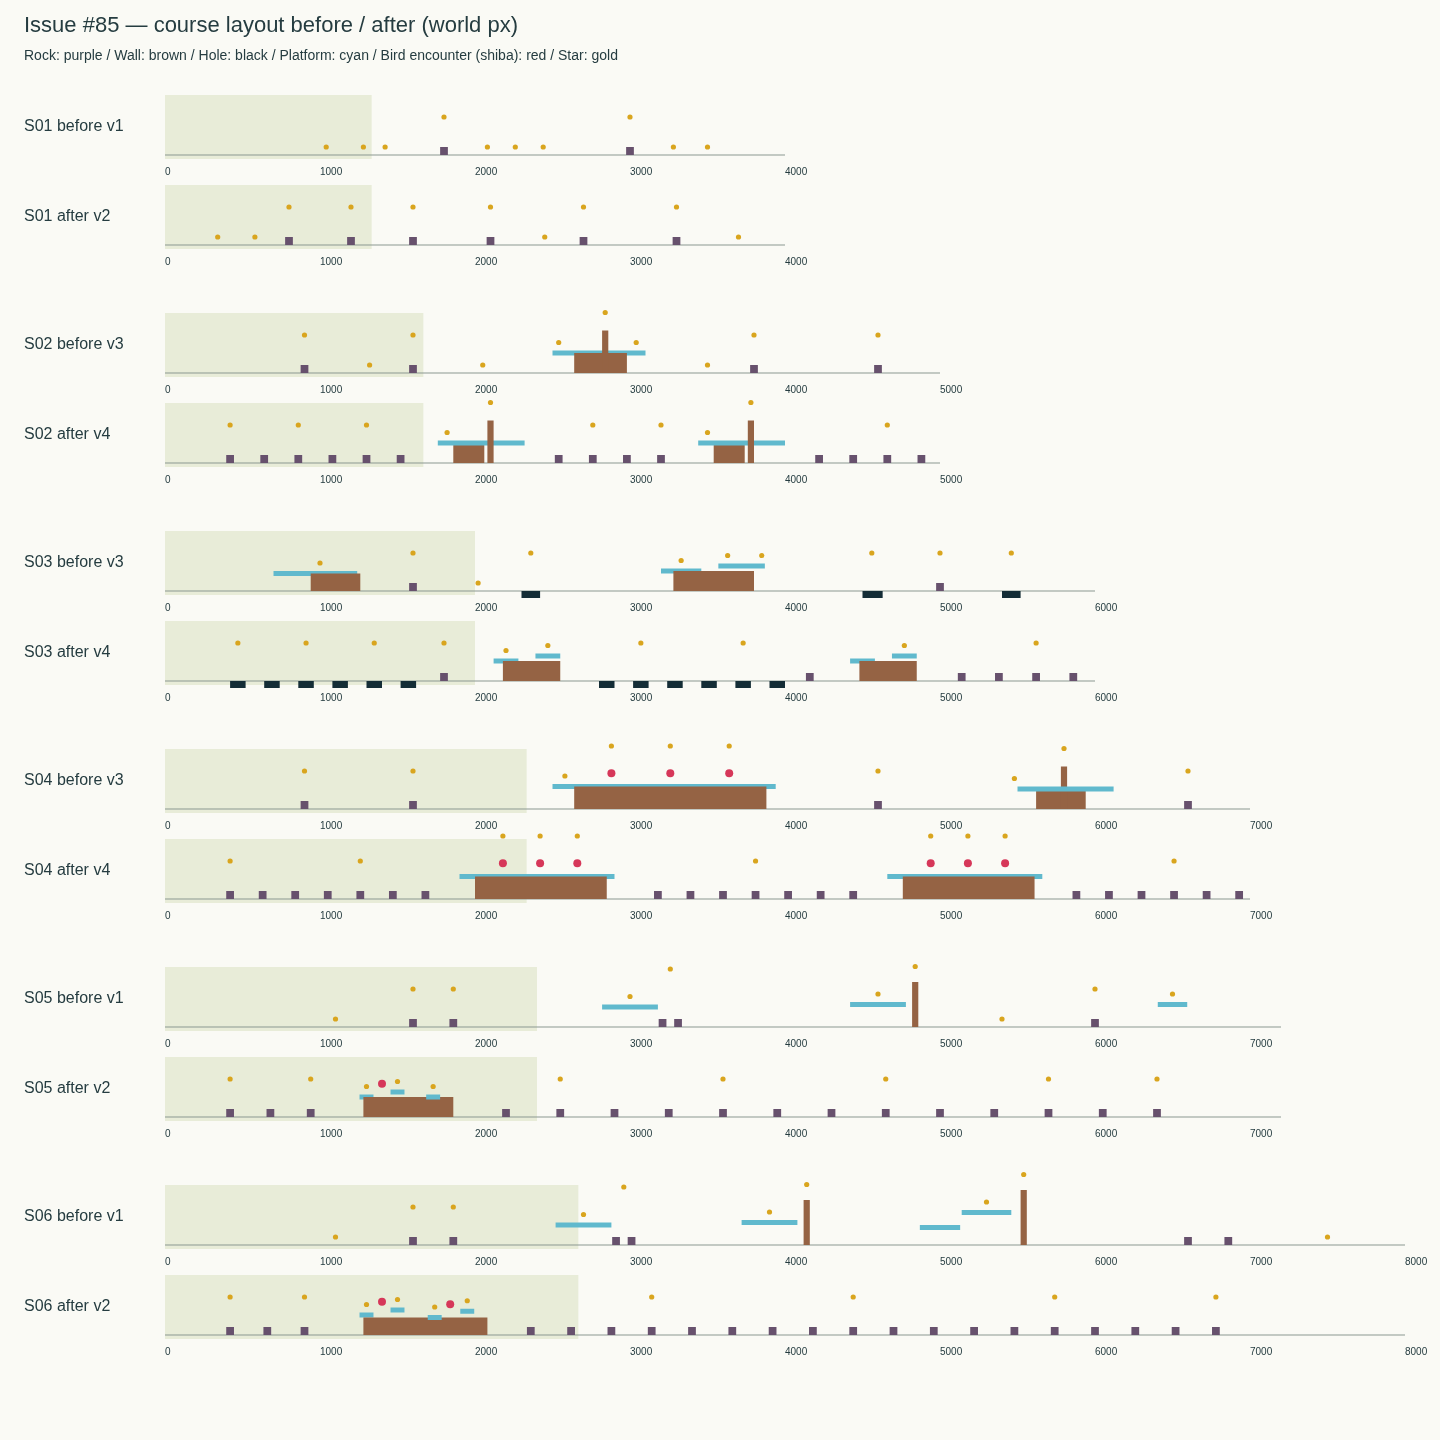 Issue #85 — course layout before / after (world px)
Rock: purple / Wall: brown / Hole: black / Platform: cyan / Bird encounter (shiba): red / Star: gold
S01 before v1
0 1000 2000 3000 4000
S01 after v2
0 1000 2000 3000 4000
S02 before v3
0 1000 2000 3000 4000 5000
S02 after v4
0 1000 2000 3000 4000 5000
S03 before v3
0 1000 2000 3000 4000 5000 6000
S03 after v4
0 1000 2000 3000 4000 5000 6000
S04 before v3
0 1000 2000 3000 4000 5000 6000 7000
S04 after v4
0 1000 2000 3000 4000 5000 6000 7000
S05 before v1
0 1000 2000 3000 4000 5000 6000 7000
S05 after v2
0 1000 2000 3000 4000 5000 6000 7000
S06 before v1
0 1000 2000 3000 4000 5000 6000 7000 8000
S06 after v2
0 1000 2000 3000 4000 5000 6000 7000 8000